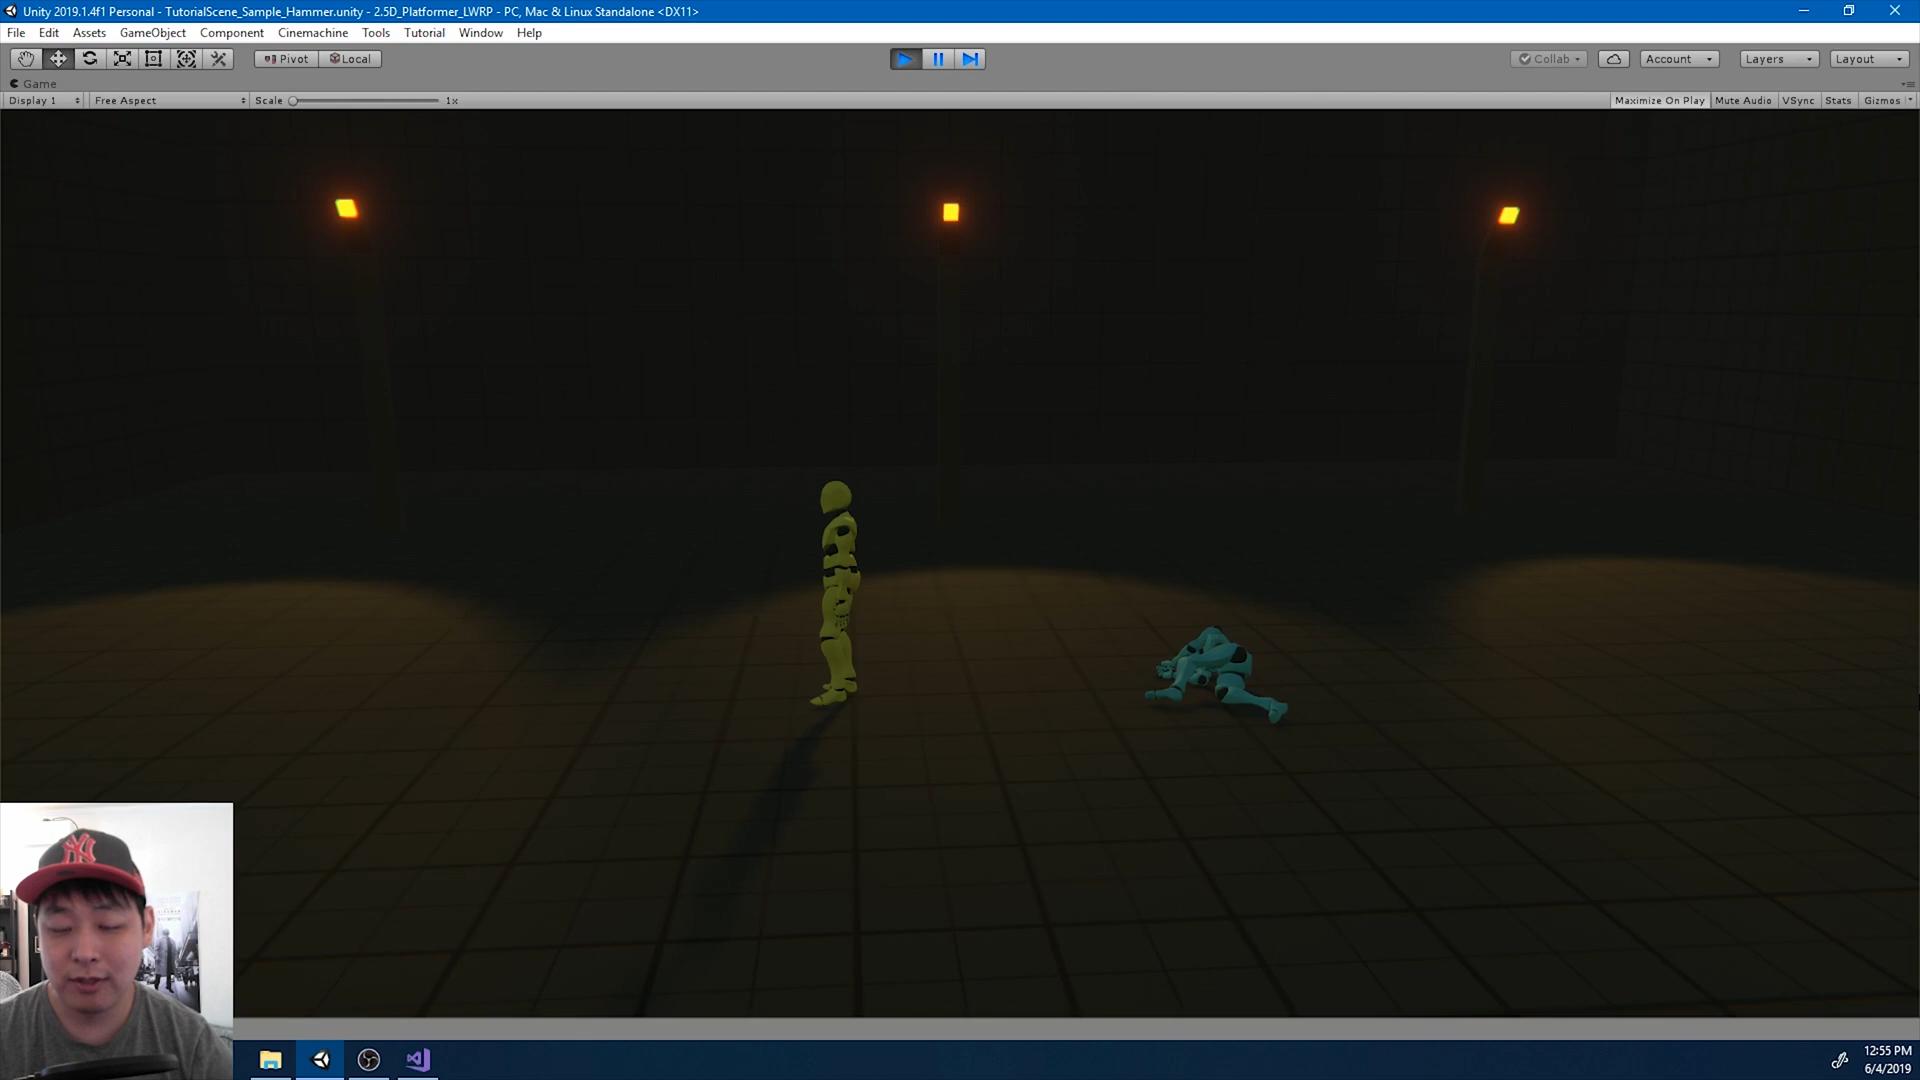 Unity 2019.1.4f1 Personal - TutorialScene_Sample_Hammer.unity - 2.5D_Platformer_LWRP - PC, Mac & Linux Standalone <DX11>
File Edit Assets GameObject Component Cinemachine Tools Tutorial Window Help
Pivot Local Collab Account Layers Layout
Game
Display 1 Free Aspect Scale 1x Maximize On Play Mute Audio VSync Stats Gizmos
NY
12:55 PM
6/4/2019